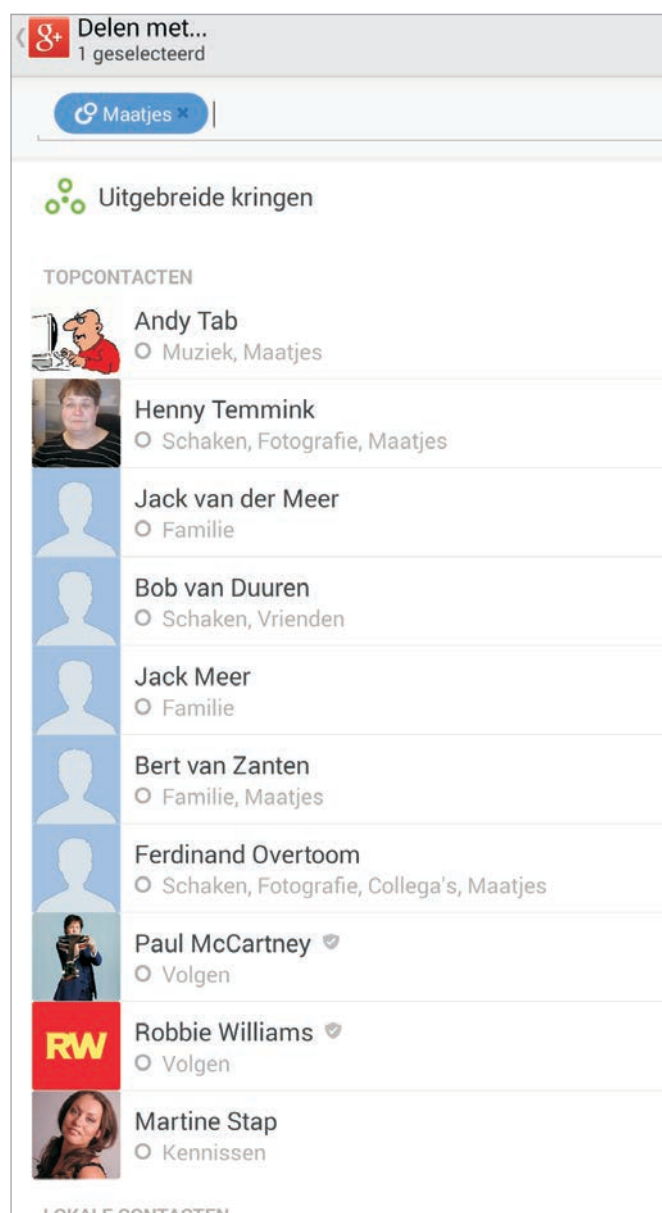 g+ Delen met...
1 geselecteerd
Maatjes ×
Uitgebreide kringen
TOPCONTACTEN
Andy Tab
Muziek, Maatjes
Henny Temmink
Schaken, Fotografie, Maatjes
Jack van der Meer
Familie
Bob van Duuren
Schaken, Vrienden
Jack Meer
Familie
Bert van Zanten
Familie, Maatjes
Ferdinand Overtoom
Schaken, Fotografie, Collega's, Maatjes
Paul McCartney
Volgen
RW
Robbie Williams
Volgen
Martine Stap
Kennissen
LOKALE CONTACTEN